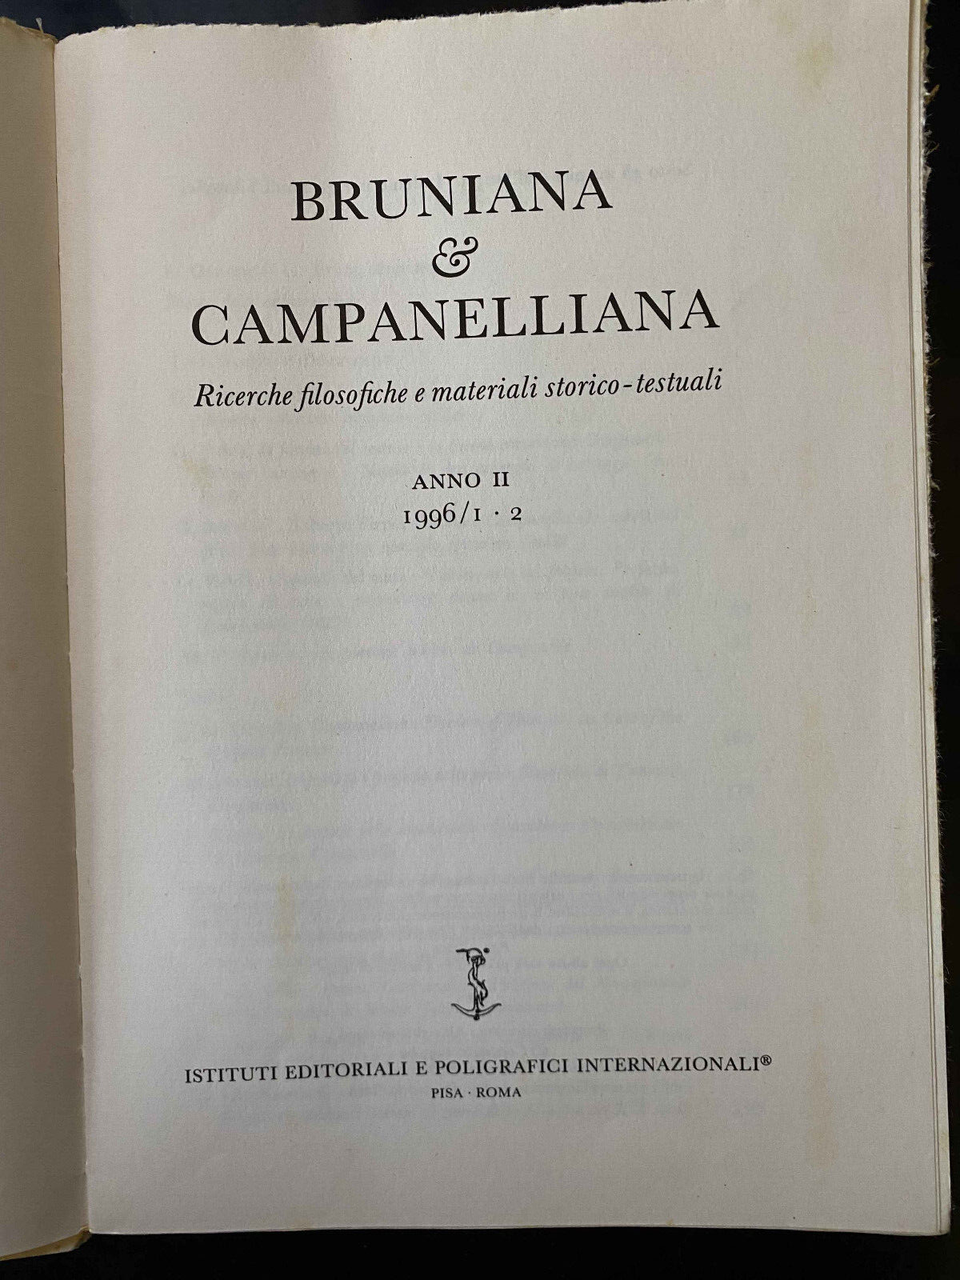 BRUNIANA
&
CAMPANELLIANA
Ricerche filosofiche e materiali storico-testuali
ANNO II
1996/1 · 2
ISTITUTI EDITORIALI E POLIGRAFICI INTERNAZIONALI®
PISA · ROMA